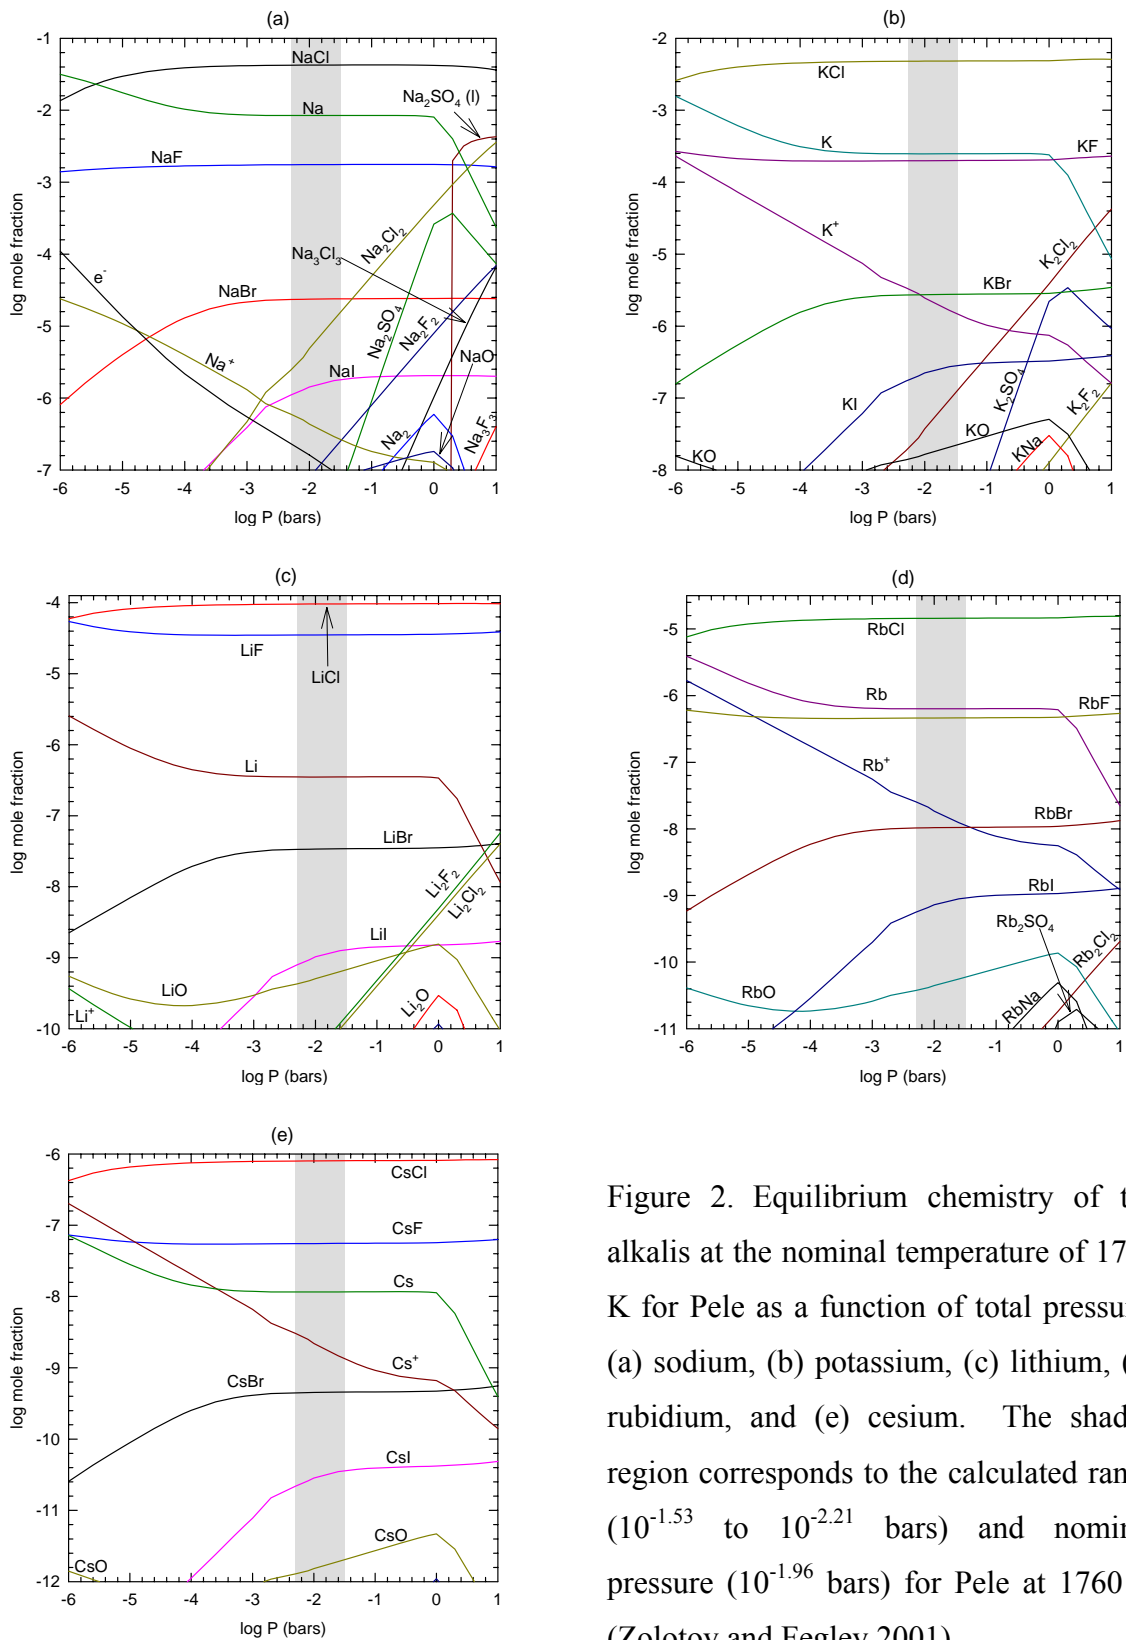 (a)
-1
-2
-3
-4
-5
-6
-7
log mole fraction
NaCl
Na
Na2SO4 (l)
NaF
Na3Cl3
Na2Cl2
e-
NaBr
Na+
NaI
Na2SO4
Na2F2
NaO
Na2
Na3F3
-6 -5 -4 -3 -2 -1 0 1
log P (bars)
(b)
-2
-3
-4
-5
-6
-7
-8
log mole fraction
KCl
K
KF
K+
K2Cl2
KBr
KI
K2SO4
K2F2
KO
KO
KNa
-6 -5 -4 -3 -2 -1 0 1
log P (bars)
(c)
-4
-5
-6
-7
-8
-9
-10
log mole fraction
LiF
LiCl
Li
LiBr
Li2F2
Li2Cl2
LiI
LiO
Li+
Li2O
-6 -5 -4 -3 -2 -1 0 1
log P (bars)
(d)
-5
-6
-7
-8
-9
-10
-11
log mole fraction
RbCl
Rb
RbF
Rb+
RbBr
RbI
Rb2SO4
Rb2Cl2
RbO
RbNa
-6 -5 -4 -3 -2 -1 0 1
log P (bars)
(e)
-6
-7
-8
-9
-10
-11
-12
log mole fraction
CsCl
CsF
Cs
Cs+
CsBr
CsI
CsO
CsO
-6 -5 -4 -3 -2 -1 0 1
log P (bars)
Figure 2. Equilibrium chemistry of t
alkalis at the nominal temperature of 17
K for Pele as a function of total pressur
(a) sodium, (b) potassium, (c) lithium, (
rubidium, and (e) cesium. The shad
region corresponds to the calculated ran
(10-1.53 to 10-2.21 bars) and nomin
pressure (10-1.96 bars) for Pele at 1760
(Zolotov and Fegley 2001)